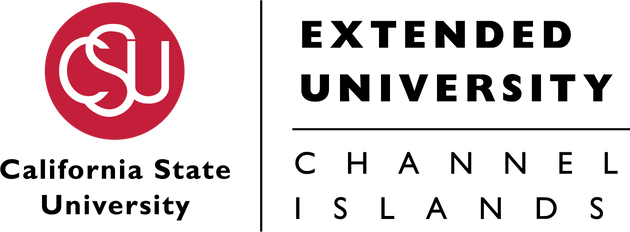 CSU
California State
University
EXTENDED
UNIVERSITY
CHANNEL
ISLANDS